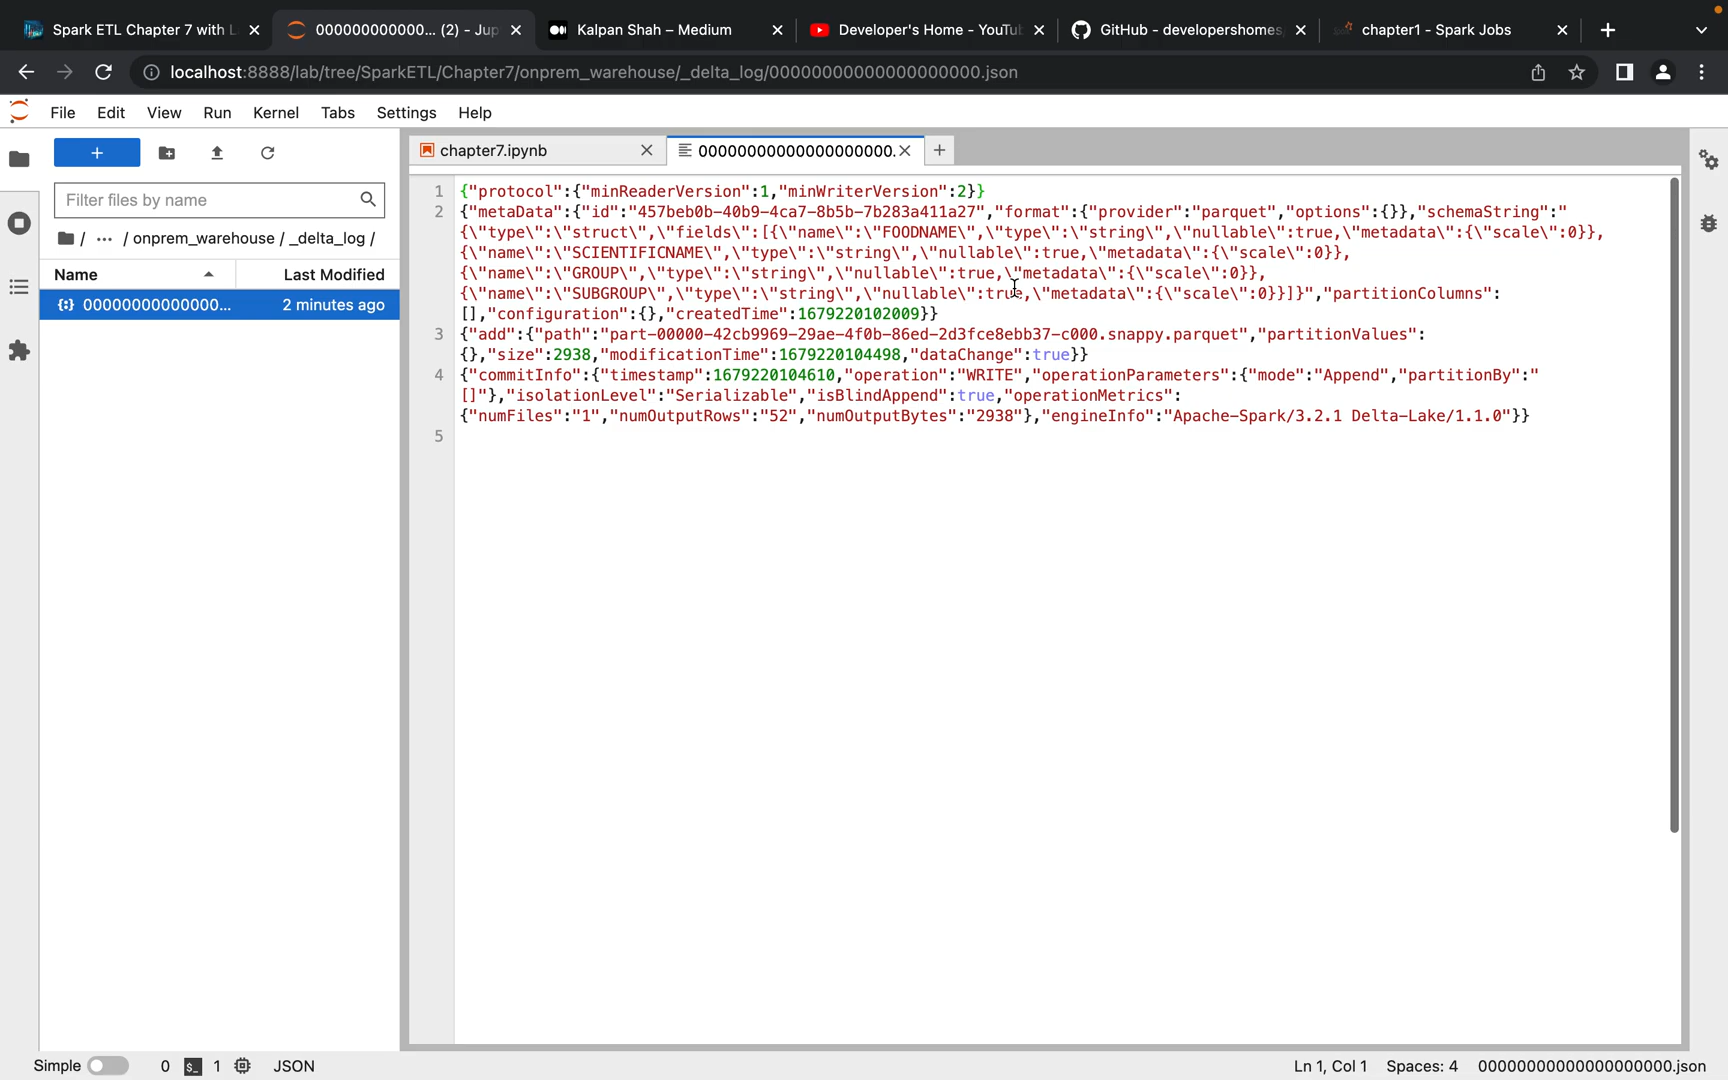 Spark ETL Chapter 7 with L
00000000000000... (2) - Jup
Kalpan Shah – Medium
Developer's Home - YouTu
GitHub - developershomes
chapter1 - Spark Jobs
localhost:8888/lab/tree/SparkETL/Chapter7/onprem_warehouse/_delta_log/00000000000000000000.json
File Edit View Run Kernel Tabs Settings Help
chapter7.ipynb
00000000000000000000.
Filter files by name
/ ... / onprem_warehouse / _delta_log /
Name Last Modified
000000000000000... 2 minutes ago
1 {"protocol":{"minReaderVersion":1,"minWriterVersion":2}}
2 {"metaData":{"id":"457beb0b-40b9-4ca7-8b5b-7b283a411a27","format":{"provider":"parquet","options":{}},"schemaString":"
{\"type\":\"struct\",\"fields\":[{\"name\":\"FOODNAME\",\"type\":\"string\",\"nullable\":true,\"metadata\":{\"scale\":0}},
{\"name\":\"SCIENTIFICNAME\",\"type\":\"string\",\"nullable\":true,\"metadata\":{\"scale\":0}},
{\"name\":\"GROUP\",\"type\":\"string\",\"nullable\":true,\"metadata\":{\"scale\":0}},
{\"name\":\"SUBGROUP\",\"type\":\"string\",\"nullable\":true,\"metadata\":{\"scale\":0}}]}","partitionColumns":
[],"configuration":{},"createdTime":1679220102009}}
3 {"add":{"path":"part-00000-42cb9969-29ae-4f0b-86ed-2d3fce8ebb37-c000.snappy.parquet","partitionValues":
{},"size":2938,"modificationTime":1679220104498,"dataChange":true}}
4 {"commitInfo":{"timestamp":1679220104610,"operation":"WRITE","operationParameters":{"mode":"Append","partitionBy":"
[]"},"isolationLevel":"Serializable","isBlindAppend":true,"operationMetrics":
{"numFiles":"1","numOutputRows":"52","numOutputBytes":"2938"},"engineInfo":"Apache-Spark/3.2.1 Delta-Lake/1.1.0"}}
5
Simple 0 1 JSON
Ln 1, Col 1 Spaces: 4 00000000000000000000.json